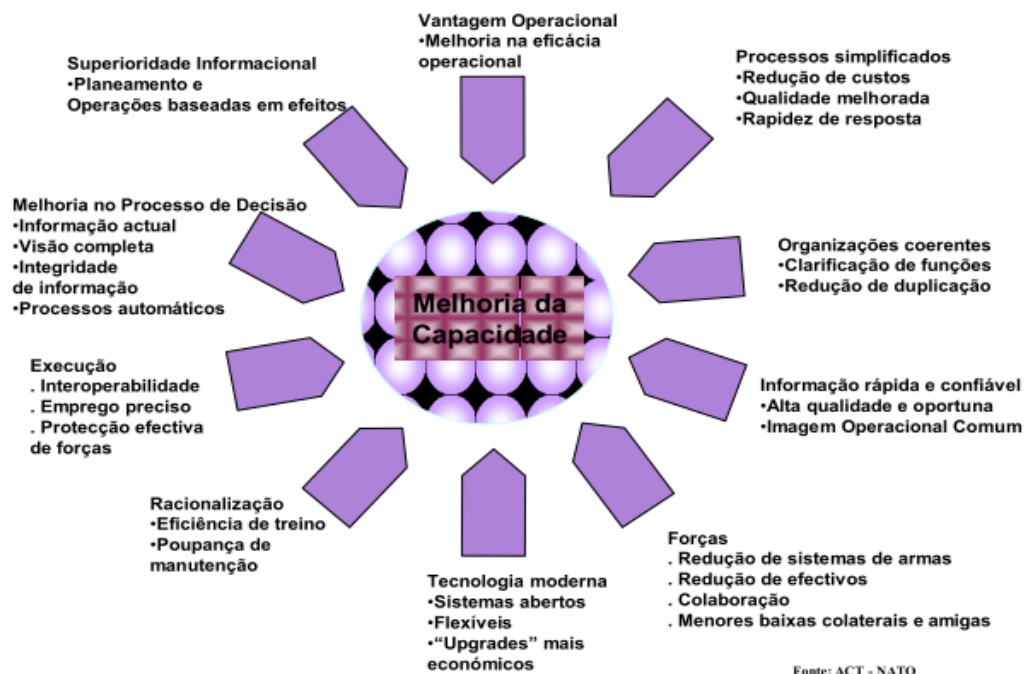 Vantagem Operacional
•Melhoria na eficácia
operacional
Superioridade Informacional
•Planeamento e
Operações baseadas em efeitos
Processos simplificados
•Redução de custos
•Qualidade melhorada
•Rapidez de resposta
Melhoria no Processo de Decisão
•Informação actual
•Visão completa
•Integridade
de informação
•Processos automáticos
Organizações coerentes
•Clarificação de funções
•Redução de duplicação
Melhoria da
Capacidade
Execução
. Interoperabilidade
. Emprego preciso
. Protecção efectiva
de forças
Informação rápida e confiável
•Alta qualidade e oportuna
•Imagem Operacional Comum
Racionalização
•Eficiência de treino
•Poupança de
manutenção
Forças
. Redução de sistemas de armas
. Redução de efectivos
. Colaboração
. Menores baixas colaterais e amigas
Tecnologia moderna
•Sistemas abertos
•Flexíveis
•“Upgrades” mais
económicos
Fonte: ACT - NATO